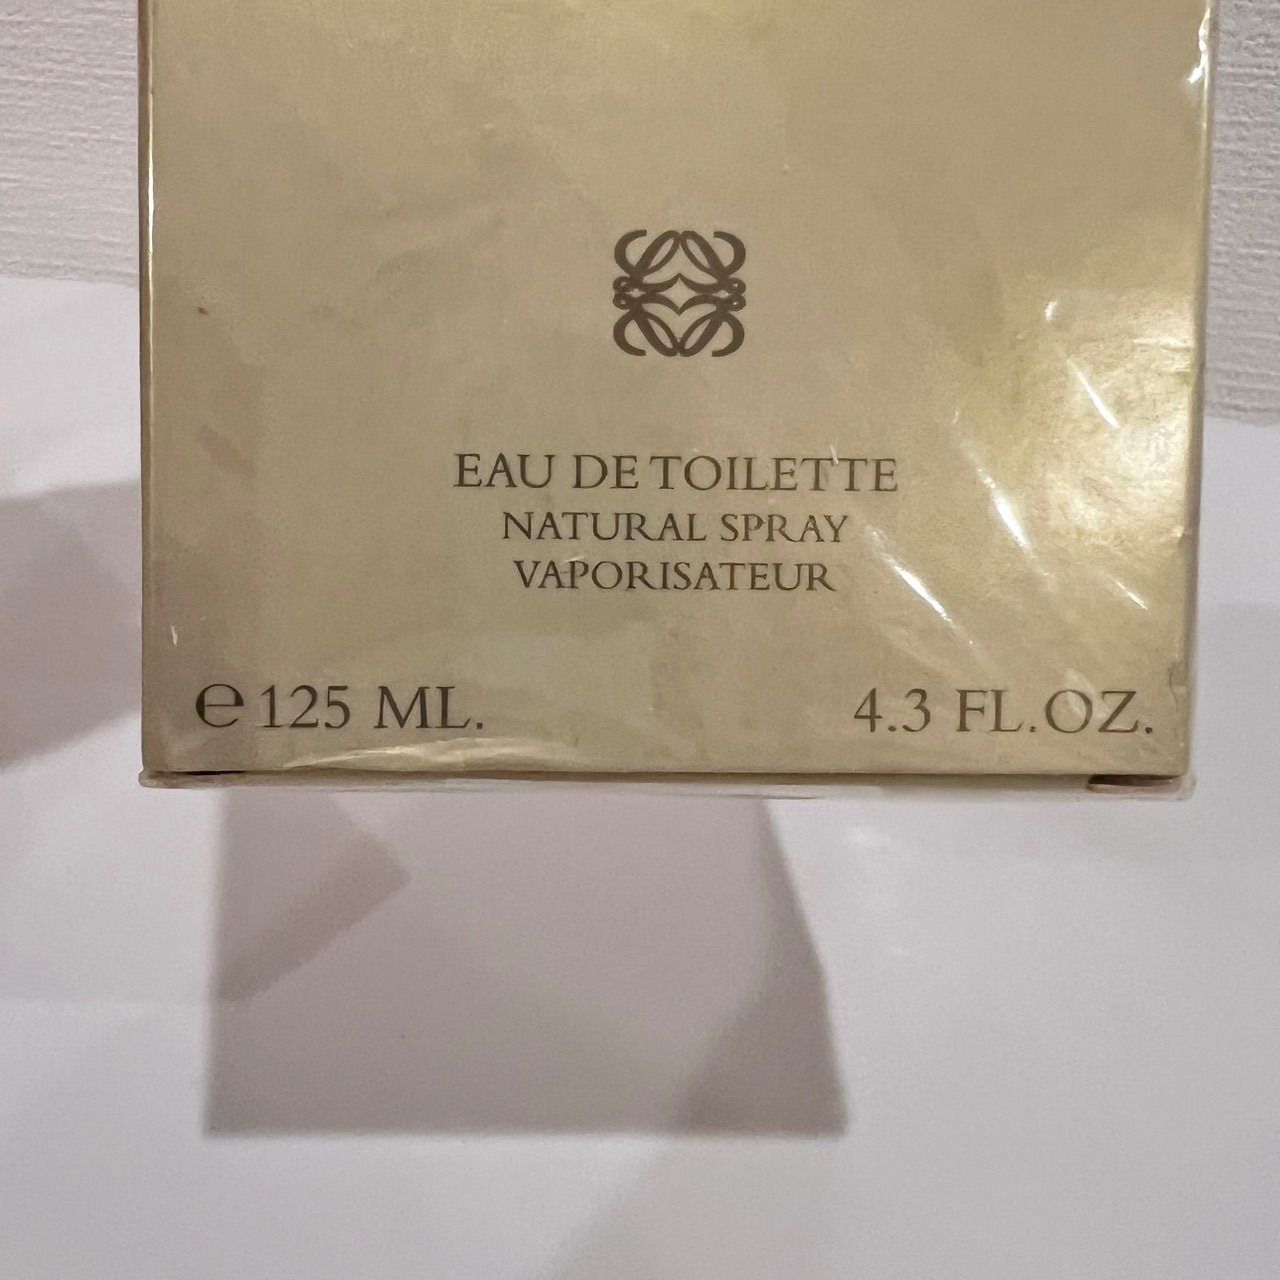 EAU DE TOILETTE
NATURAL SPRAY
VAPORISATEUR
℮ 125 ML. 4.3 FL.OZ.